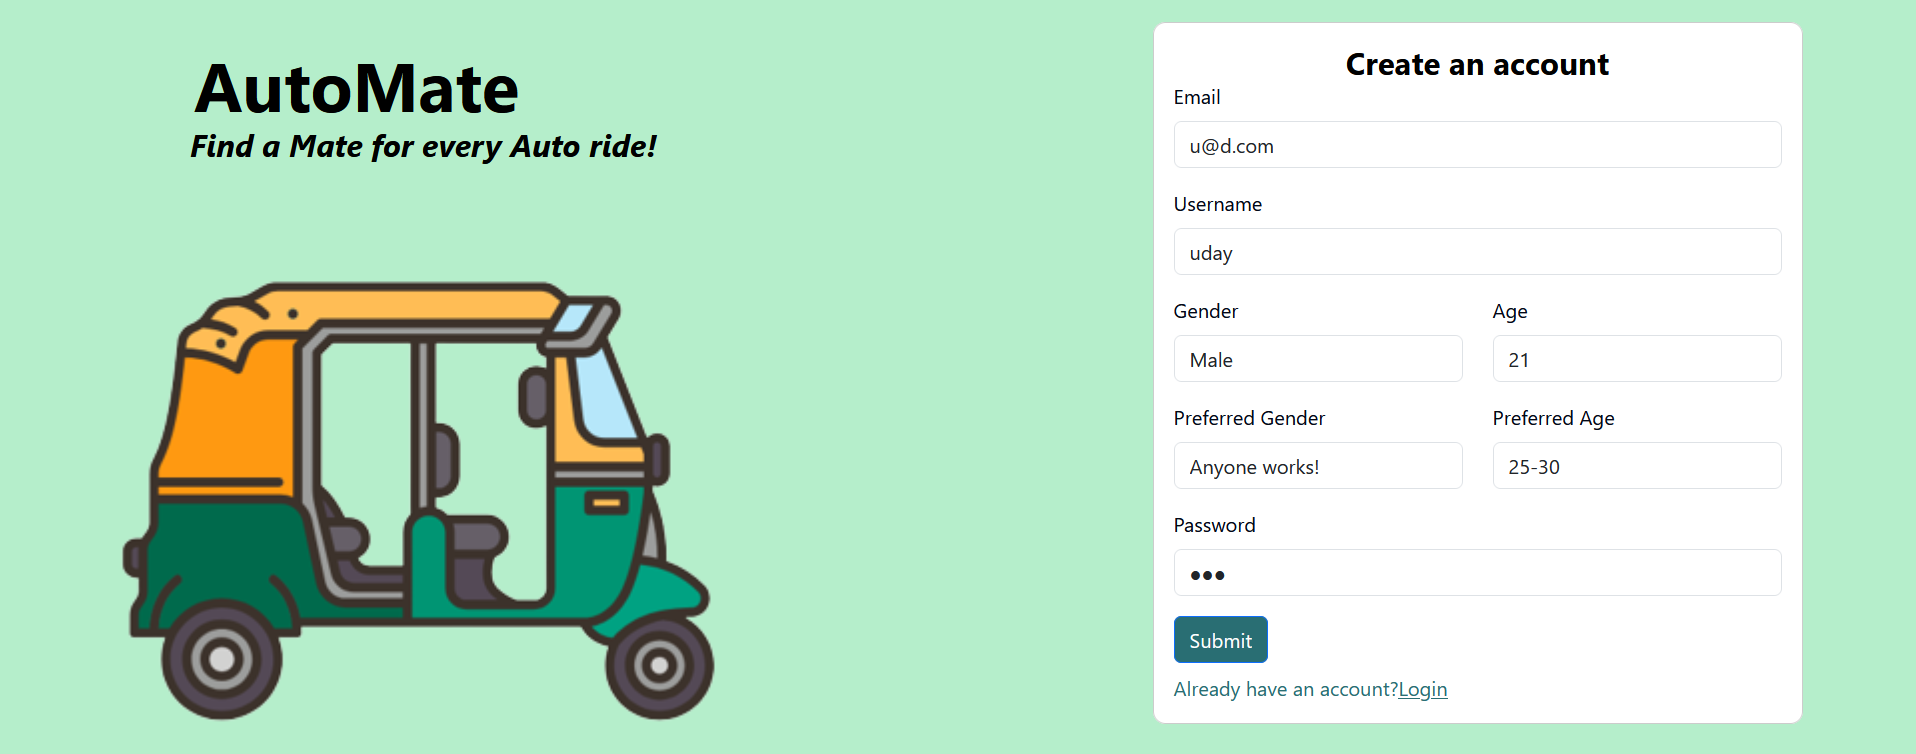 AutoMate
Find a Mate for every Auto ride!
Create an account
Email
u@d.com
Username
uday
Gender Age
Male 21
Preferred Gender Preferred Age
Anyone works! 25-30
Password
●●●
Submit
Already have an account?Login